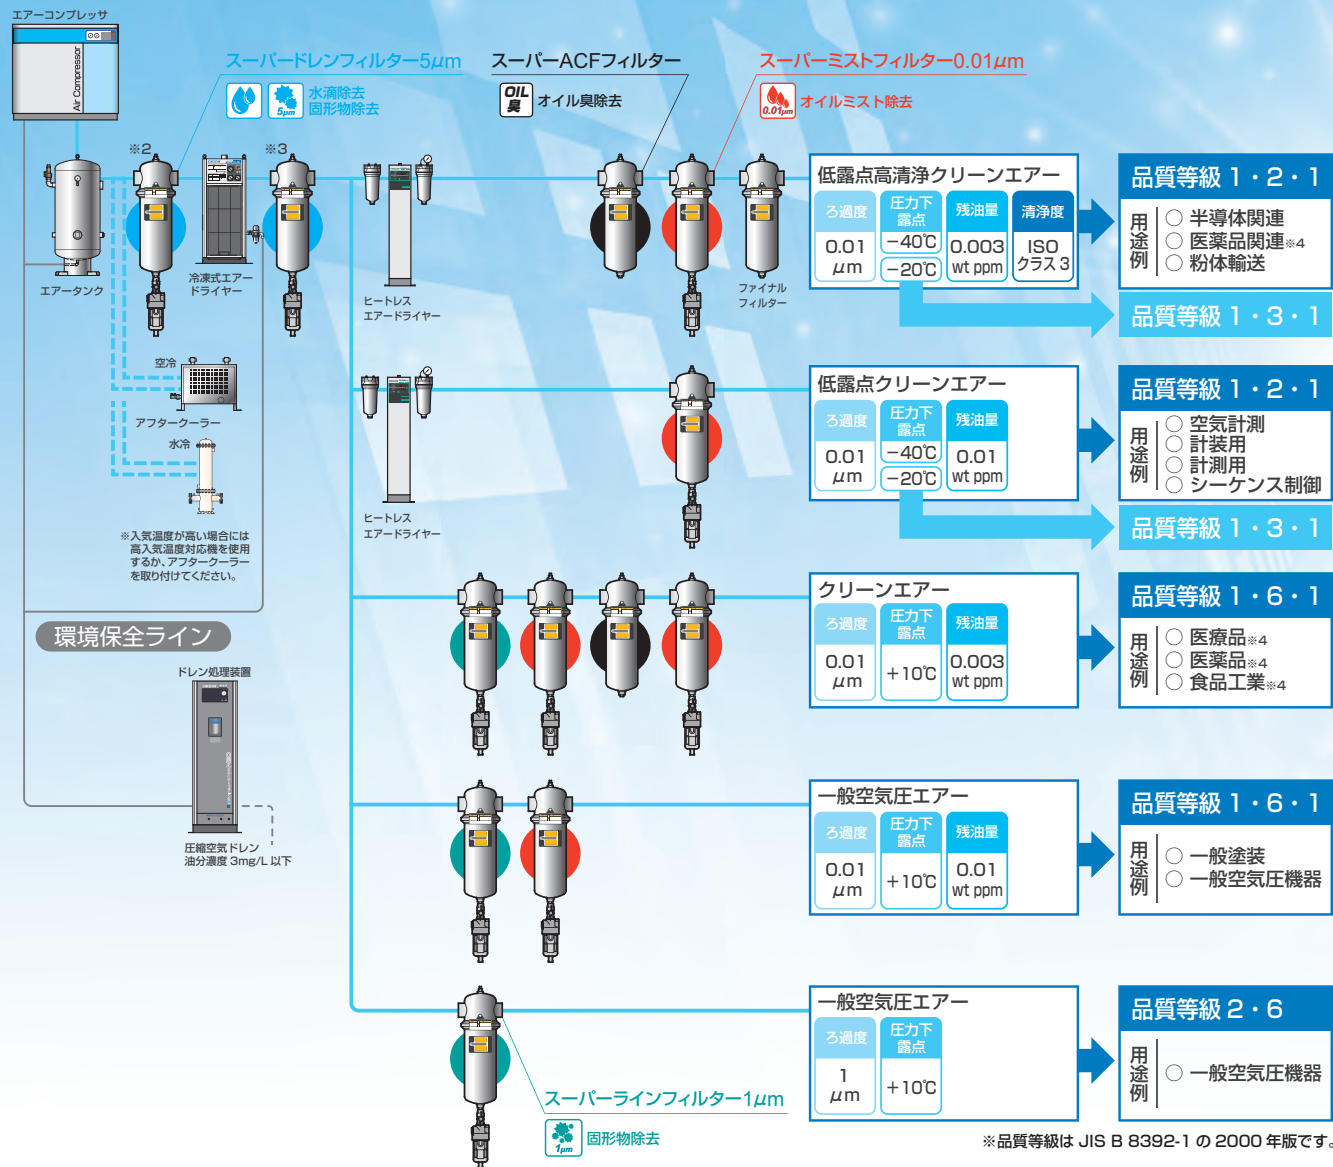 エアーコンプレッサ
Air Compressor
スーパードレンフィルター5μm
水滴除去
5μm
固形物除去
スーパーACFフィルター
OIL
臭
オイル臭除去
スーパーミストフィルター0.01μm
0.01μm
オイルミスト除去
※2
※3
エアータンク
冷凍式エアー
ドライヤー
ヒートレス
エアードライヤー
ファイナル
フィルター
低露点高清浄クリーンエアー
ろ過度
圧力下
露点
残油量
清浄度
0.01
μm
−40℃
−20℃
0.003
wt ppm
ISO
クラス 3
品質等級 1・2・1
用途例
○ 半導体関連
○ 医薬品関連※4
○ 粉体輸送
品質等級 1・3・1
空冷
アフタークーラー
水冷
※入気温度が高い場合には
高入気温度対応機を使用
するか、アフタークーラー
を取り付けてください。
ヒートレス
エアードライヤー
低露点クリーンエアー
ろ過度
圧力下
露点
残油量
0.01
μm
−40℃
−20℃
0.01
wt ppm
品質等級 1・2・1
用途例
○ 空気計測
○ 計装用
○ 計測用
○ シーケンス制御
品質等級 1・3・1
クリーンエアー
ろ過度
圧力下
露点
残油量
0.01
μm
+10℃
0.003
wt ppm
品質等級 1・6・1
用途例
○ 医療品※4
○ 医薬品※4
○ 食品工業※4
環境保全ライン
ドレン処理装置
圧縮空気ドレン
油分濃度 3mg/L 以下
一般空気圧エアー
ろ過度
圧力下
露点
残油量
0.01
μm
+10℃
0.01
wt ppm
品質等級 1・6・1
用途例
○ 一般塗装
○ 一般空気圧機器
一般空気圧エアー
ろ過度
圧力下
露点
1
μm
+10℃
品質等級 2・6
用途例
○ 一般空気圧機器
スーパーラインフィルター1μm
1μm
固形物除去
※品質等級は JIS B 8392-1 の 2000 年版です。